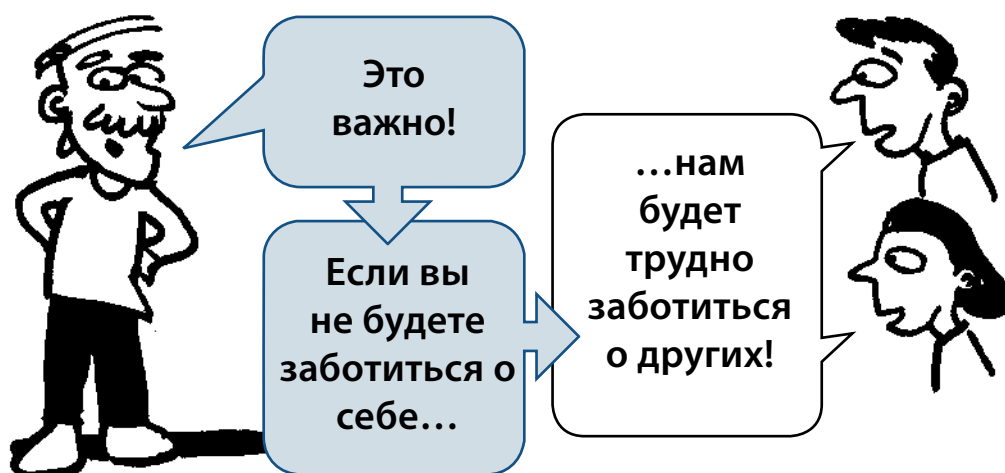 Это
важно!
Если вы
не будете
заботиться о
себе…
…нам
будет
трудно
заботиться
о других!